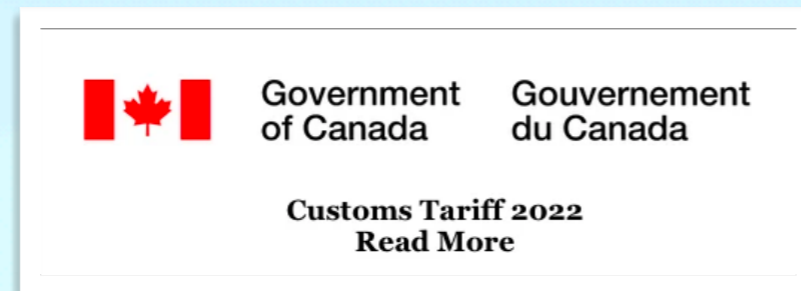 Government Gouvernement
of Canada du Canada
Customs Tariff 2022
Read More